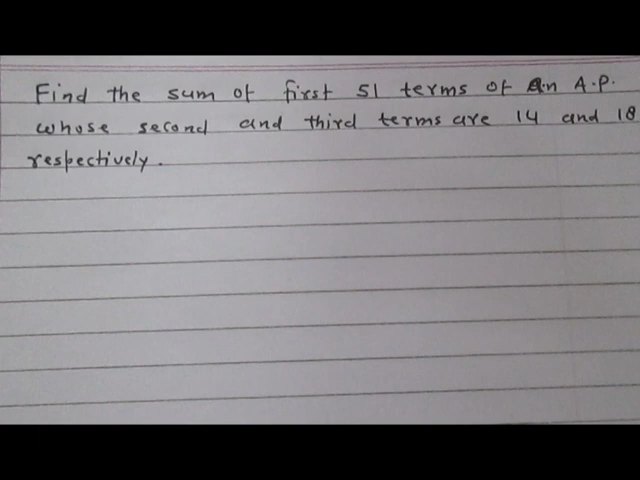 Find the sum of first 51 terms of an A.P.
whose second and third terms are 14 and 18
respectively.